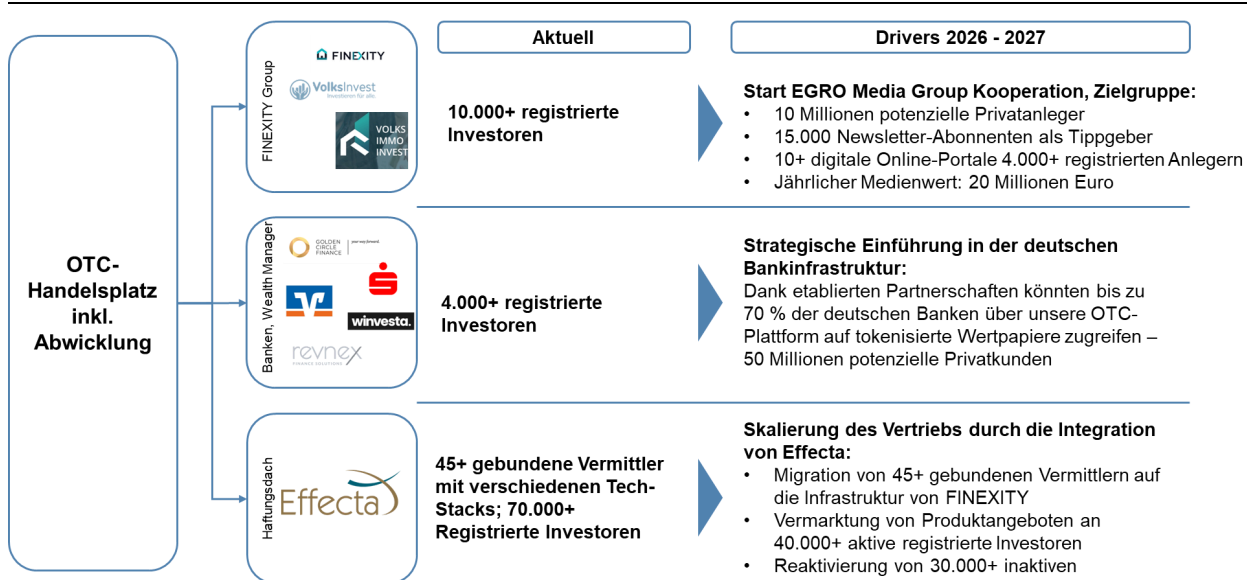 OTC-
Handelsplatz
inkl.
Abwicklung
FINEXITY Group
FINEXITY
VolksInvest
Investieren für alle.
VOLKS
IMMO
INVEST
Banken, Wealth Manager
GOLDEN
CIRCLE
FINANCE
your way forward.
winvesta.
revnex
FINANCE SOLUTIONS
Haftungsdach
Effecta
Aktuell
10.000+ registrierte
Investoren
4.000+ registrierte
Investoren
45+ gebundene Vermittler
mit verschiedenen Tech-
Stacks; 70.000+
Registrierte Investoren
Drivers 2026 - 2027
Start EGRO Media Group Kooperation, Zielgruppe:
• 10 Millionen potenzielle Privatanleger
• 15.000 Newsletter-Abonnenten als Tippgeber
• 10+ digitale Online-Portale 4.000+ registrierten Anlegern
• Jährlicher Medienwert: 20 Millionen Euro
Strategische Einführung in der deutschen
Bankinfrastruktur:
Dank etablierten Partnerschaften könnten bis zu
70 % der deutschen Banken über unsere OTC-
Plattform auf tokenisierte Wertpapiere zugreifen –
50 Millionen potenzielle Privatkunden
Skalierung des Vertriebs durch die Integration
von Effecta:
• Migration von 45+ gebundenen Vermittlern auf
die Infrastruktur von FINEXITY
• Vermarktung von Produktangeboten an
40.000+ aktive registrierte Investoren
• Reaktivierung von 30.000+ inaktiven